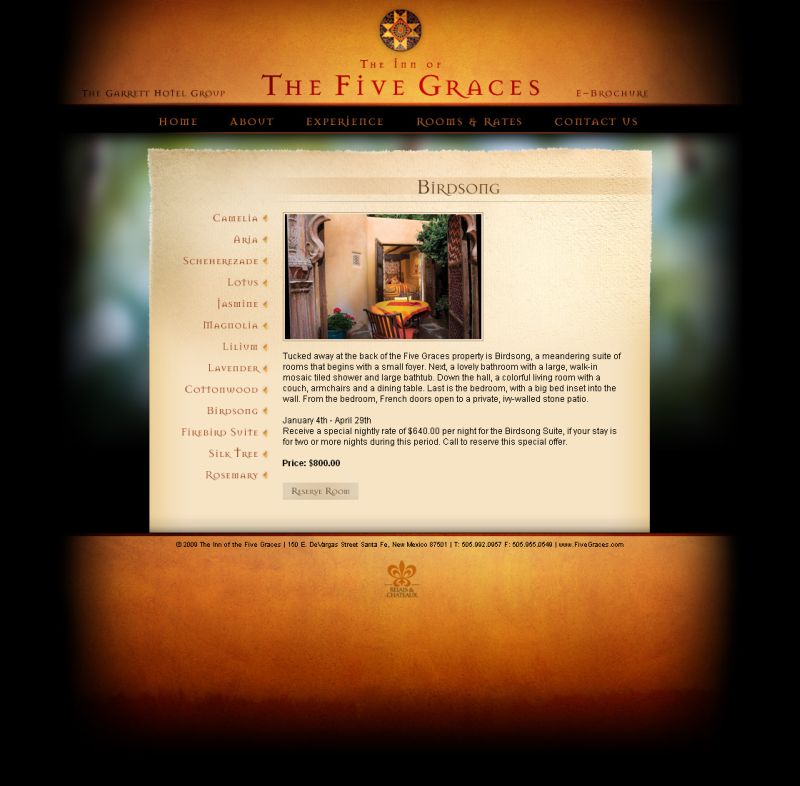 The Inn of
The Five Graces
The Garrett Hotel Group
E-Brochure
Home About Experience Rooms & Rates Contact Us
Birdsong
Camelia
Aria
Scheherezade
Lotus
Jasmine
Magnolia
Lilium
Lavender
Cottonwood
Birdsong
Firebird Suite
Silk Tree
Rosemary
Tucked away at the back of the Five Graces property is Birdsong, a meandering suite of
rooms that begins with a small foyer. Next, a lovely bathroom with a large, walk-in
mosaic tiled shower and large bathtub. Down the hall, a colorful living room with a
couch, armchairs and a dining table. Last is the bedroom, with a big bed inset into the
wall. From the bedroom, French doors open to a private, ivy-walled stone patio.
January 4th - April 29th
Receive a special nightly rate of $640.00 per night for the Birdsong Suite, if your stay is
for two or more nights during this period. Call to reserve this special offer.
Price: $800.00
Reserve Room
© 2009 The Inn of the Five Graces | 150 E. DeVargas Street Santa Fe, New Mexico 87501 | T: 505.992.0957 F: 505.955.0549 | www.FiveGraces.com
Relais &
Chateaux